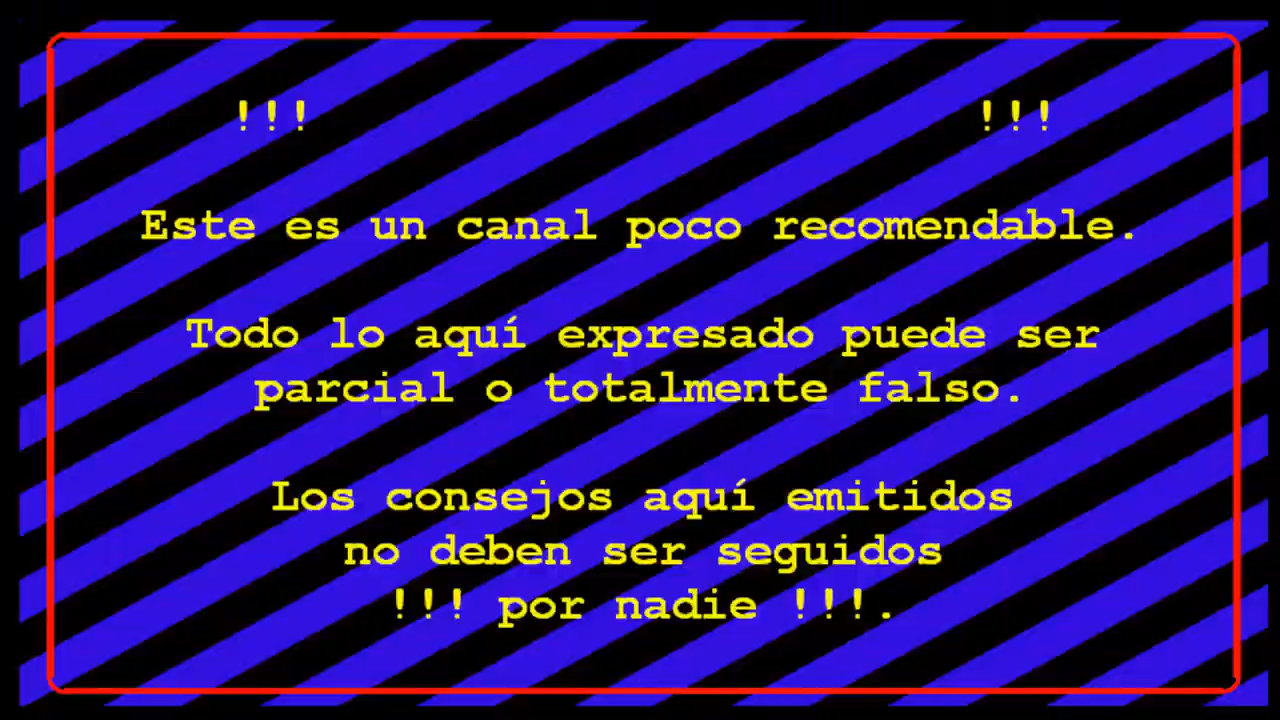 !!! !!!
Este es un canal poco recomendable.
Todo lo aquí expresado puede ser
parcial o totalmente falso.
Los consejos aquí emitidos
no deben ser seguidos
!!! por nadie !!!.